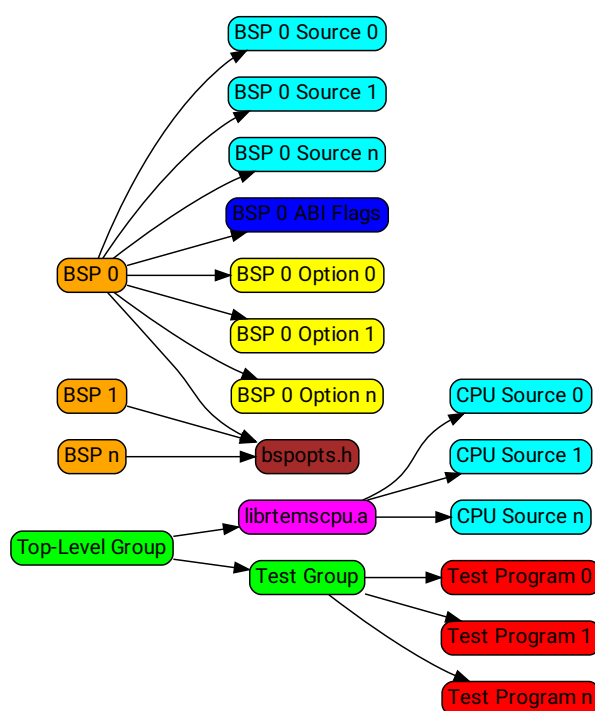 BSP 0 Source 0
BSP 0 Source 1
BSP 0 Source n
BSP 0 ABI Flags
BSP 0
BSP 0 Option 0
BSP 0 Option 1
BSP 0 Option n
BSP 1
BSP n
bspopts.h
CPU Source 0
CPU Source 1
librtemscpu.a
CPU Source n
Top-Level Group
Test Group
Test Program 0
Test Program 1
Test Program n